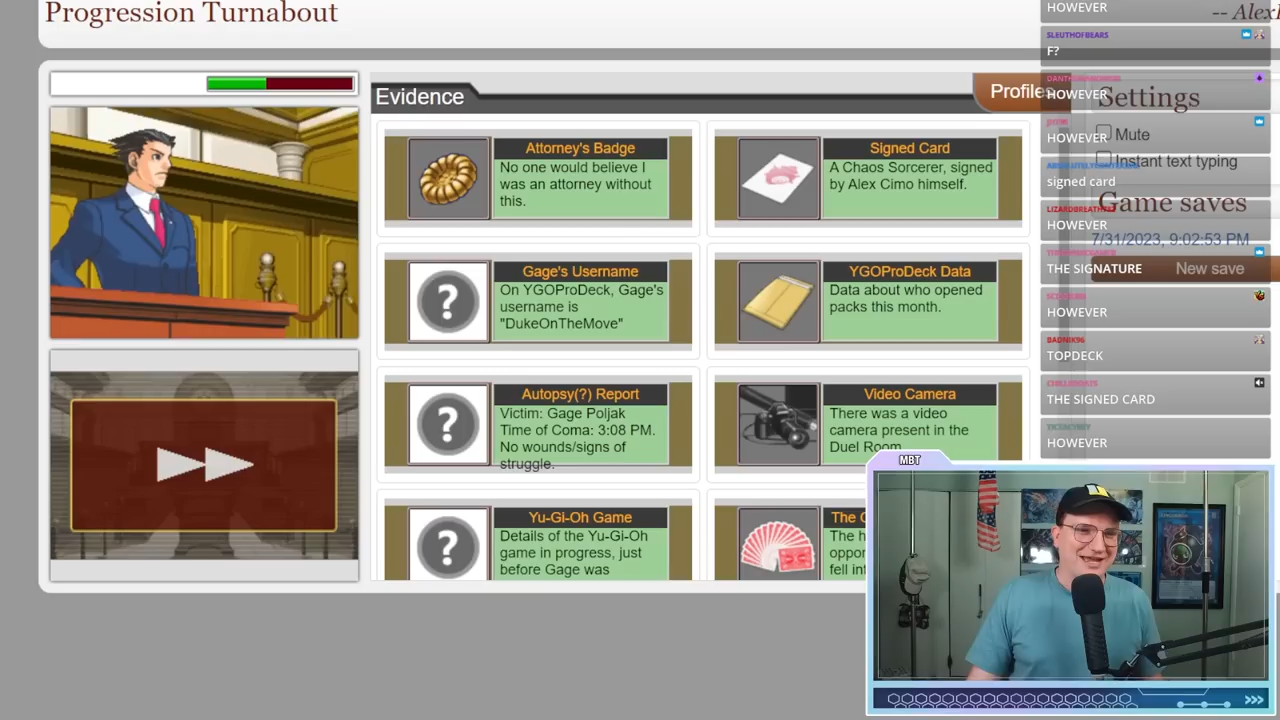 Progression Turnabout
-- Alex
Evidence
Profiles
Attorney's Badge
No one would believe I
was an attorney without
this.
Signed Card
A Chaos Sorcerer, signed
by Alex Cimo himself.
Gage's Username
On YGOProDeck, Gage's
username is
"DukeOnTheMove"
YGOProDeck Data
Data about who opened
packs this month.
Autopsy(?) Report
Victim: Gage Poljak
Time of Coma: 3:08 PM.
No wounds/signs of
struggle.
Video Camera
There was a video
camera present in the
Duel Room.
Yu-Gi-Oh Game
Details of the Yu-Gi-Oh
game in progress, just
before Gage was
The
The
oppor
fell
Settings
Mute
Instant text typing
Game saves
7/31/2023, 9:02:53 PM
New save
HOWEVER
SLEUTHOFBEARS
F?
HOWEVER
HOWEVER
signed card
HOWEVER
THE SIGNATURE
HOWEVER
BADNIK96
TOPDECK
THE SIGNED CARD
HOWEVER
MBT